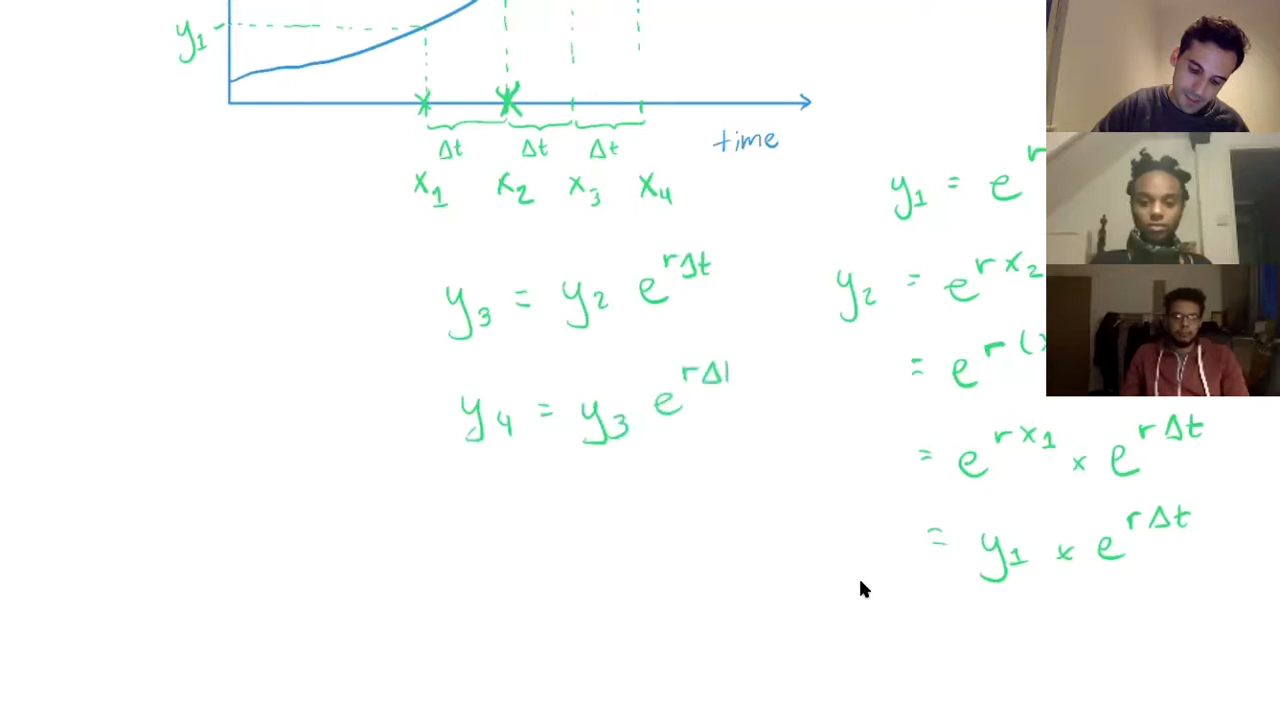 y₁
Δt Δt Δt
time
x₁ x₂ x₃ x₄
y₃ = y₂ e^rΔt
y₄ = y₃ e^rΔl
y₁ = e^r
y₂ = e^rx₂
= e^r(
= e^rx₁ × e^rΔt
= y₁ × e^rΔt